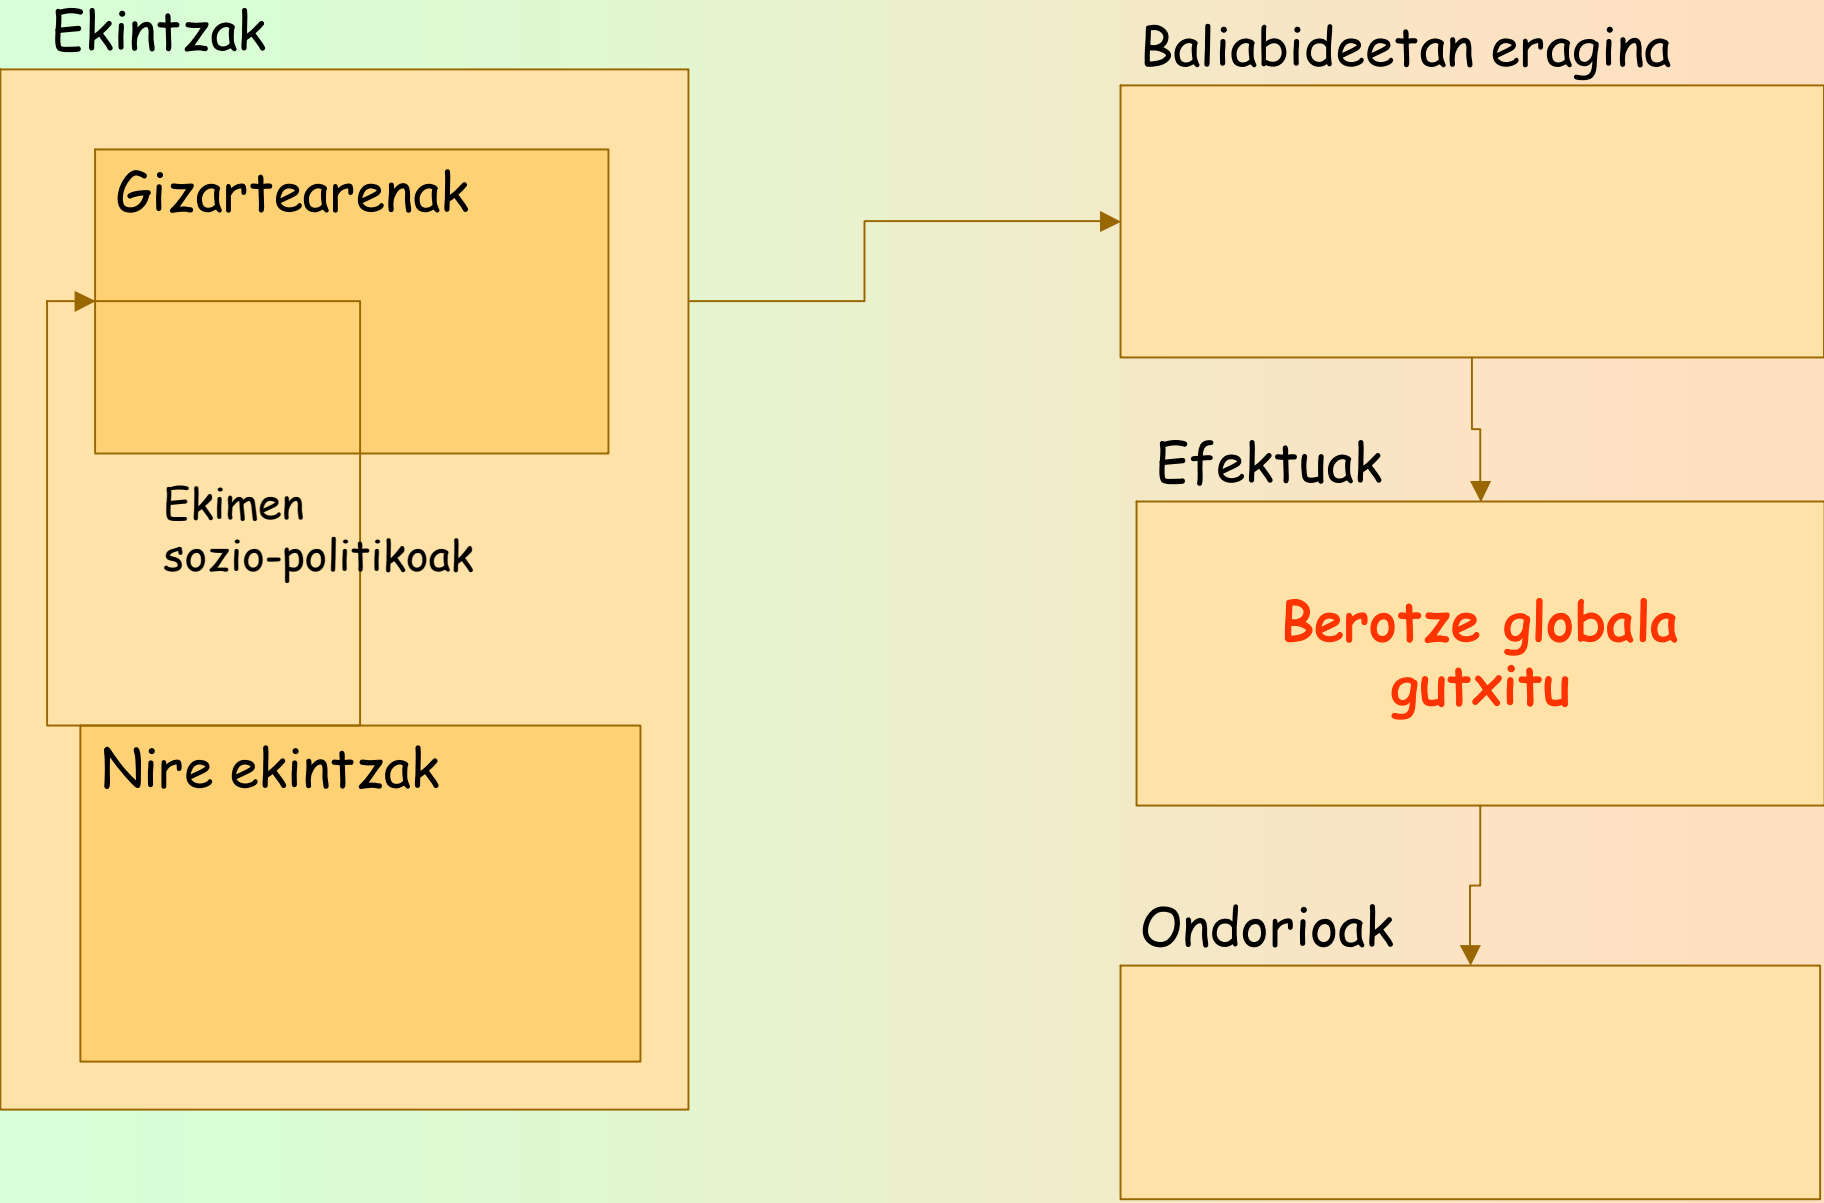 Ekintzak
Gizartearenak
Ekimen
sozio-politikoak
Nire ekintzak
Baliabideetan eragina
Efektuak
Berotze globala
gutxitu
Ondorioak